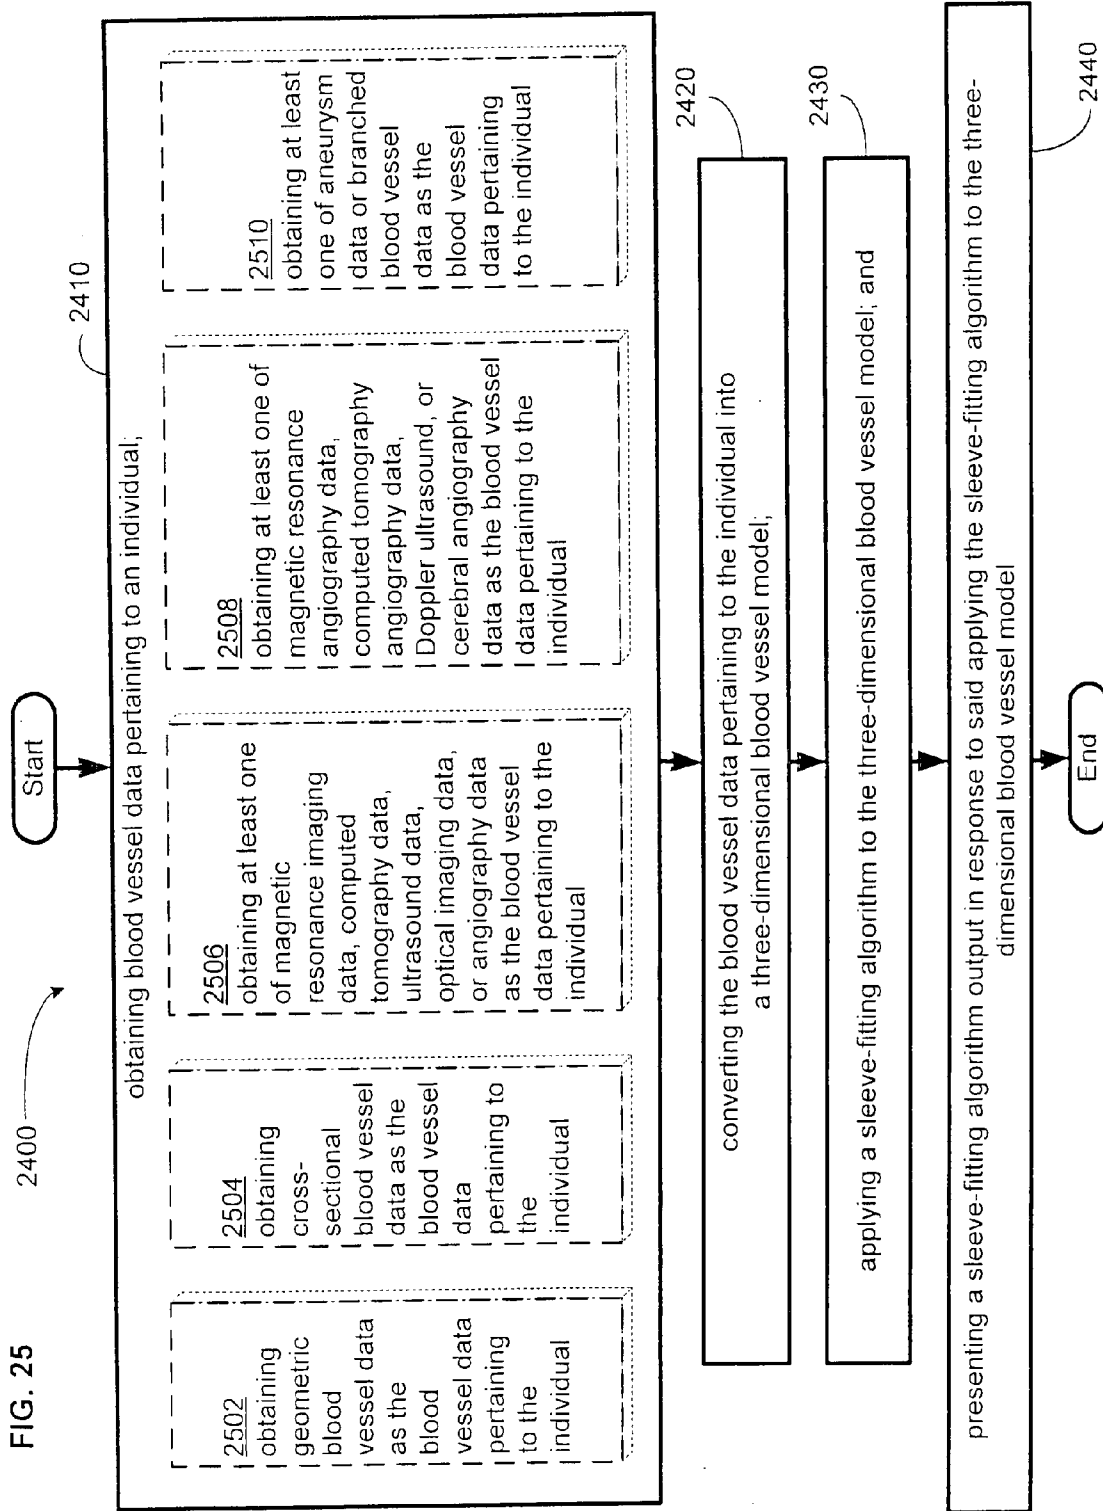 FIG. 25
2400
Start
2410
obtaining blood vessel data pertaining to an individual;
2502
obtaining
geometric
blood
vessel data
as the
blood
vessel data
pertaining
to the
individual
2504
obtaining
cross-
sectional
blood vessel
data as the
blood vessel
data
pertaining to
the
individual
2506
obtaining at least one
of magnetic
resonance imaging
data, computed
tomography data,
ultrasound data,
optical imaging data,
or angiography data
as the blood vessel
data pertaining to the
individual
2508
obtaining at least one of
magnetic resonance
angiography data,
computed tomography
angiography data,
Doppler ultrasound, or
cerebral angiography
data as the blood vessel
data pertaining to the
individual
2510
obtaining at least
one of aneurysm
data or branched
blood vessel
data as the
blood vessel
data pertaining
to the individual
2420
converting the blood vessel data pertaining to the individual into
a three-dimensional blood vessel model;
2430
applying a sleeve-fitting algorithm to the three-dimensional blood vessel model; and
2440
presenting a sleeve-fitting algorithm output in response to said applying the sleeve-fitting algorithm to the three-
dimensional blood vessel model
End